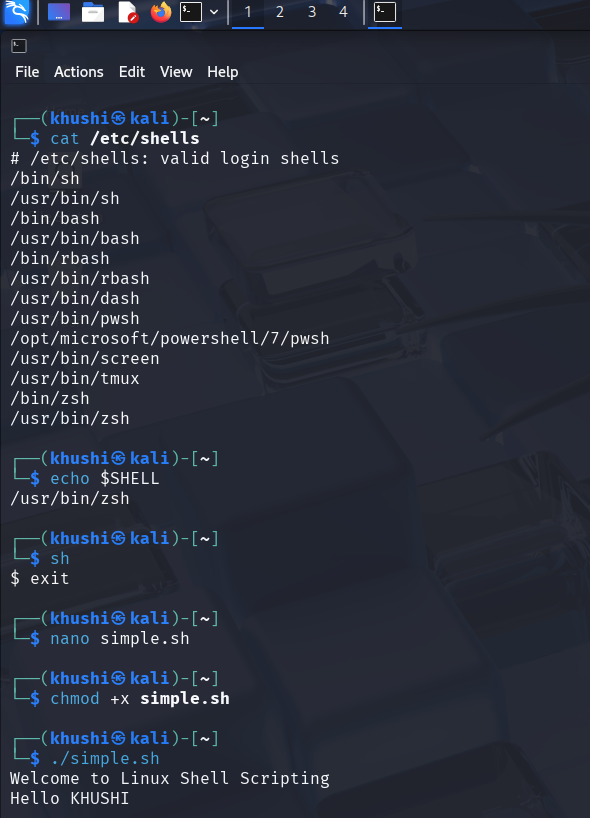 1 2 3 4
File Actions Edit View Help
┌──(khushi㉿kali)-[~]
└─$ cat /etc/shells
# /etc/shells: valid login shells
/bin/sh
/usr/bin/sh
/bin/bash
/usr/bin/bash
/bin/rbash
/usr/bin/rbash
/usr/bin/dash
/usr/bin/pwsh
/opt/microsoft/powershell/7/pwsh
/usr/bin/screen
/usr/bin/tmux
/bin/zsh
/usr/bin/zsh
┌──(khushi㉿kali)-[~]
└─$ echo $SHELL
/usr/bin/zsh
┌──(khushi㉿kali)-[~]
└─$ sh
$ exit
┌──(khushi㉿kali)-[~]
└─$ nano simple.sh
┌──(khushi㉿kali)-[~]
└─$ chmod +x simple.sh
┌──(khushi㉿kali)-[~]
└─$ ./simple.sh
Welcome to Linux Shell Scripting
Hello KHUSHI